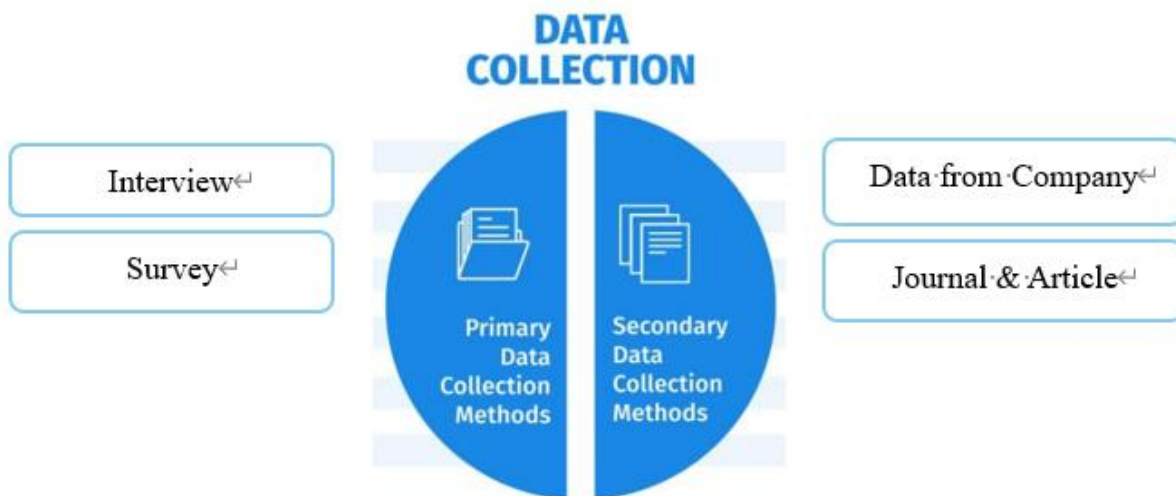 DATA
COLLECTION
Interview↵
Survey↵
Primary
Data
Collection
Methods
Secondary
Data
Collection
Methods
Data·from·Company↵
Journal·&·Article↵